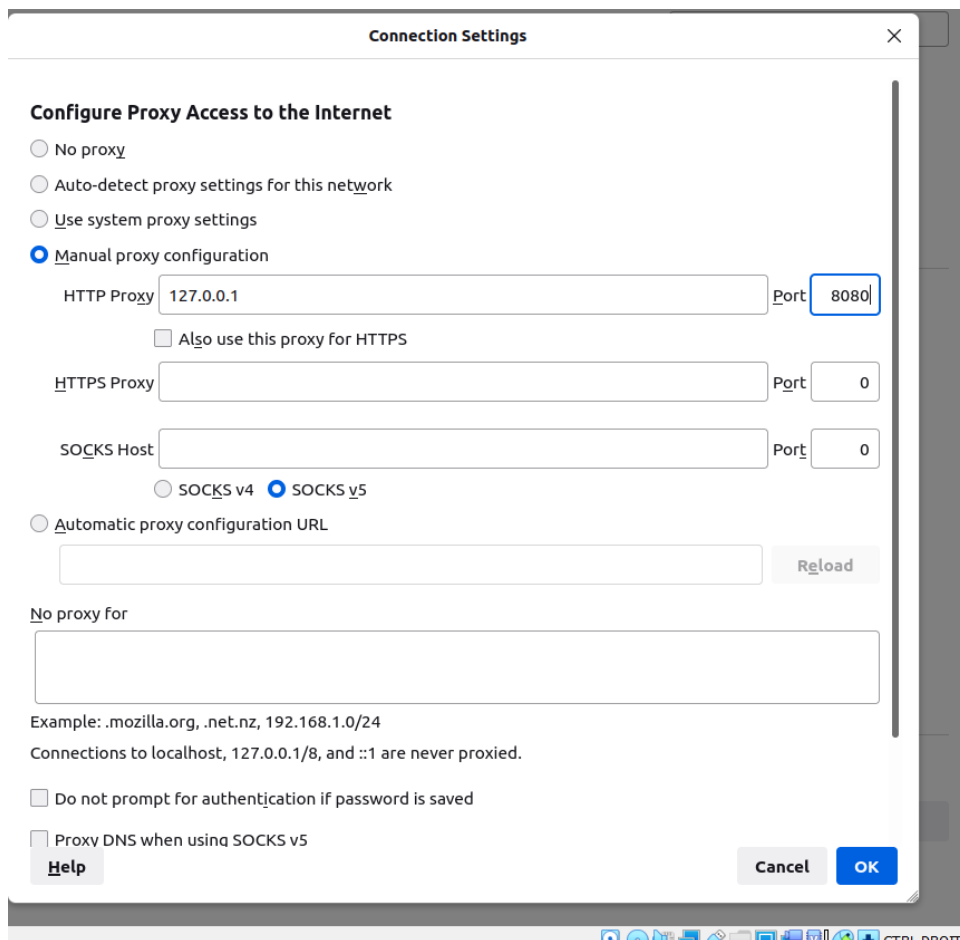 Connection Settings
Configure Proxy Access to the Internet
No proxy
Auto-detect proxy settings for this network
Use system proxy settings
Manual proxy configuration
HTTP Proxy 127.0.0.1 Port 8080
Also use this proxy for HTTPS
HTTPS Proxy Port 0
SOCKS Host Port 0
SOCKS v4 SOCKS v5
Automatic proxy configuration URL
Reload
No proxy for
Example: .mozilla.org, .net.nz, 192.168.1.0/24
Connections to localhost, 127.0.0.1/8, and ::1 are never proxied.
Do not prompt for authentication if password is saved
Proxy DNS when using SOCKS v5
Help Cancel OK
CTRL DROIT